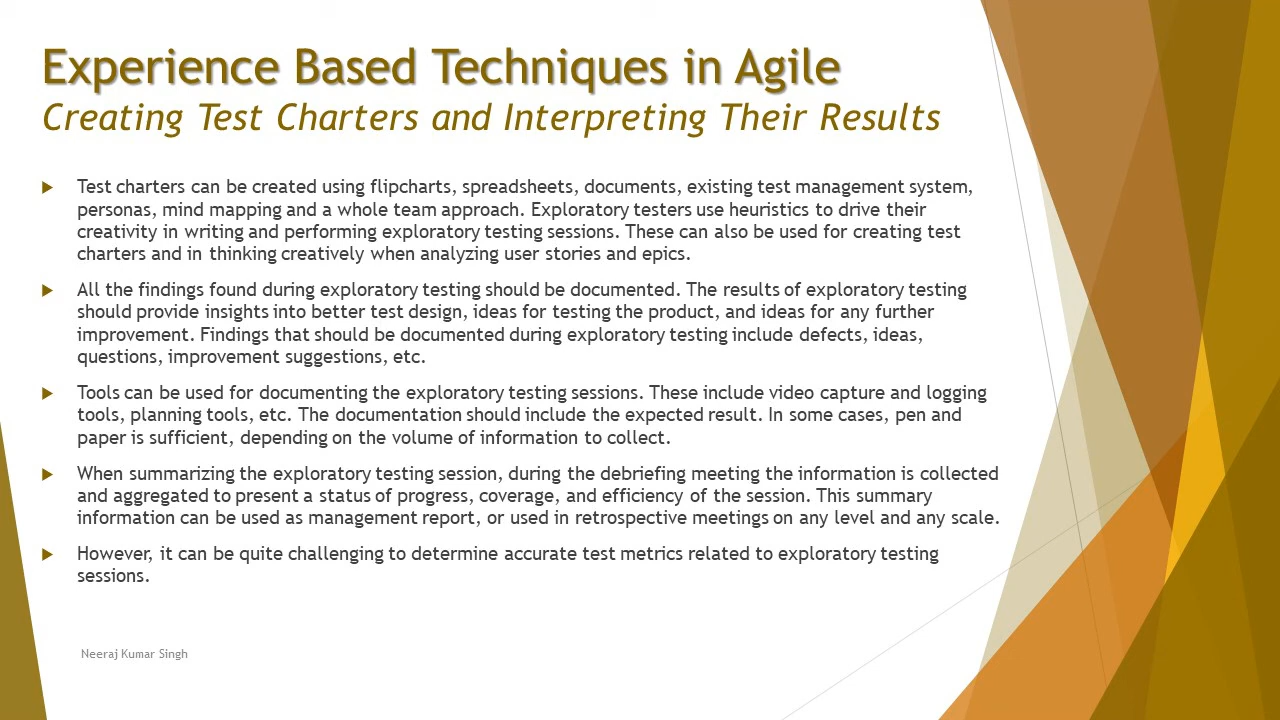 Experience Based Techniques in Agile
Creating Test Charters and Interpreting Their Results
Test charters can be created using flipcharts, spreadsheets, documents, existing test management system,
personas, mind mapping and a whole team approach. Exploratory testers use heuristics to drive their
creativity in writing and performing exploratory testing sessions. These can also be used for creating test
charters and in thinking creatively when analyzing user stories and epics.
All the findings found during exploratory testing should be documented. The results of exploratory testing
should provide insights into better test design, ideas for testing the product, and ideas for any further
improvement. Findings that should be documented during exploratory testing include defects, ideas,
questions, improvement suggestions, etc.
Tools can be used for documenting the exploratory testing sessions. These include video capture and logging
tools, planning tools, etc. The documentation should include the expected result. In some cases, pen and
paper is sufficient, depending on the volume of information to collect.
When summarizing the exploratory testing session, during the debriefing meeting the information is collected
and aggregated to present a status of progress, coverage, and efficiency of the session. This summary
information can be used as management report, or used in retrospective meetings on any level and any scale.
However, it can be quite challenging to determine accurate test metrics related to exploratory testing
sessions.
Neeraj Kumar Singh